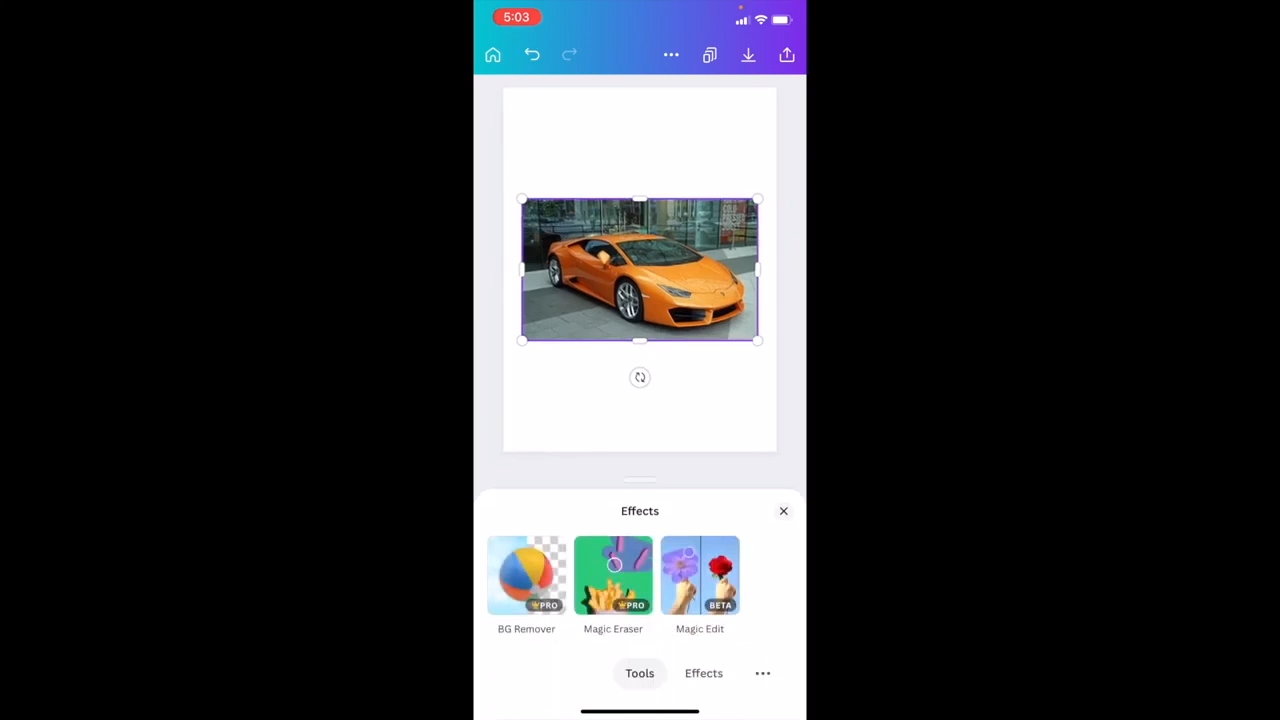 5:03
Effects
PRO
PRO
BETA
BG Remover
Magic Eraser
Magic Edit
Tools
Effects